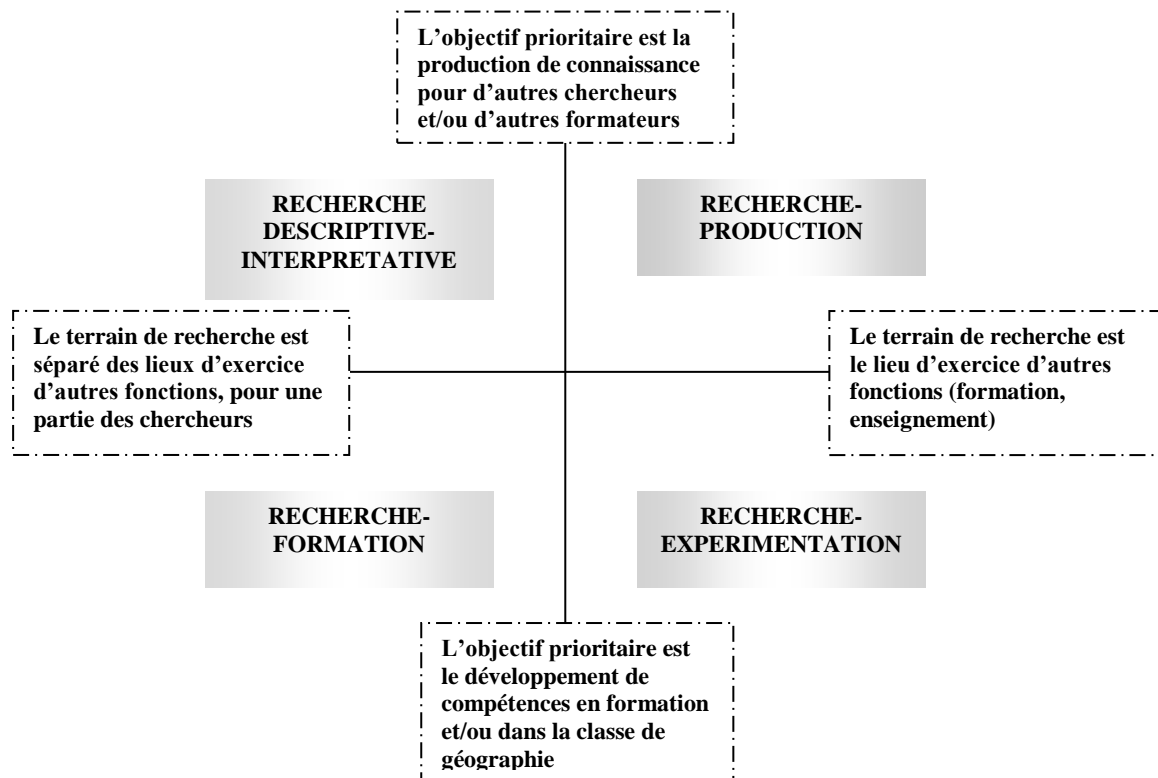 L’objectif prioritaire est la
production de connaissance
pour d’autres chercheurs
et/ou d’autres formateurs
RECHERCHE
DESCRIPTIVE-
INTERPRETATIVE
RECHERCHE-
PRODUCTION
Le terrain de recherche est
séparé des lieux d’exercice
d’autres fonctions, pour une
partie des chercheurs
Le terrain de recherche est
le lieu d’exercice d’autres
fonctions (formation,
enseignement)
RECHERCHE-
FORMATION
RECHERCHE-
EXPERIMENTATION
L’objectif prioritaire est
le développement de
compétences en formation
et/ou dans la classe de
géographie